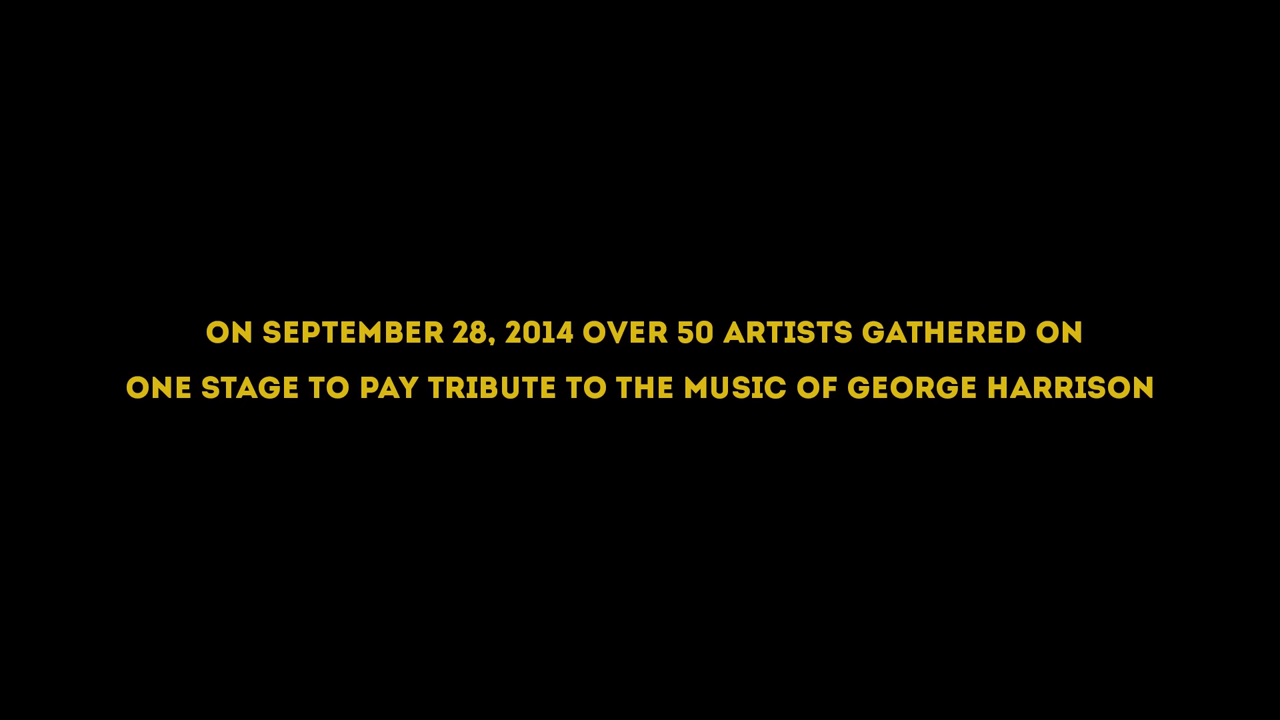 ON SEPTEMBER 28, 2014 OVER 50 ARTISTS GATHERED ON
ONE STAGE TO PAY TRIBUTE TO THE MUSIC OF GEORGE HARRISON